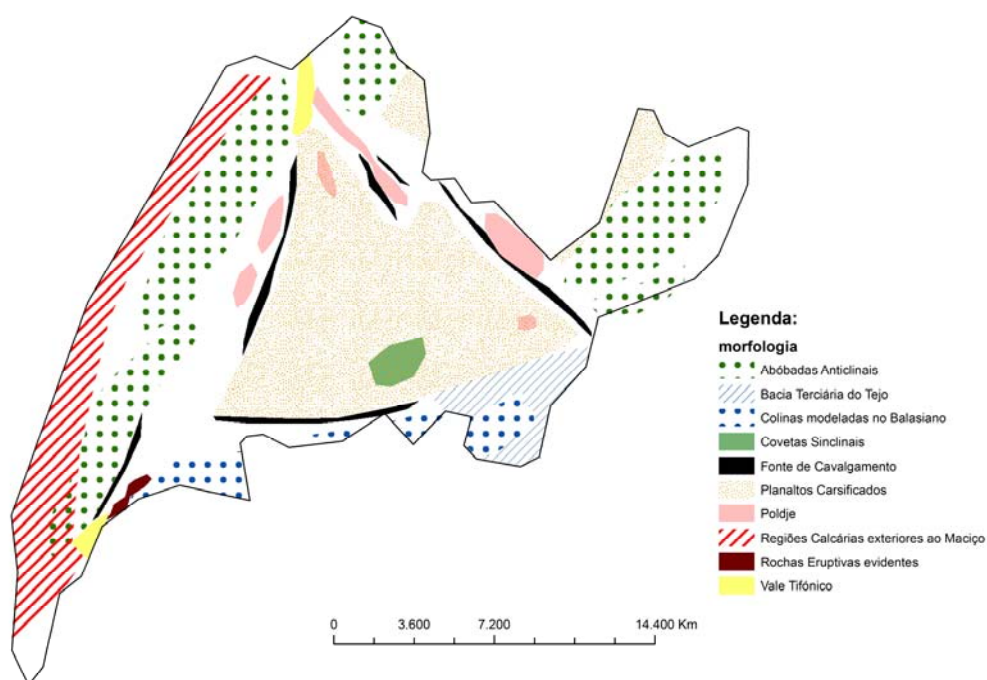 Legenda:
morfologia
Abóbadas Anticlinais
Bacia Terciária do Tejo
Colinas modeladas no Balasiano
Covetas Sinclinais
Fonte de Cavalgamento
Planaltos Carsificados
Poldje
Regiões Calcárias exteriores ao Maciço
Rochas Eruptivas evidentes
Vale Tifónico
0 3.600 7.200 14.400 Km